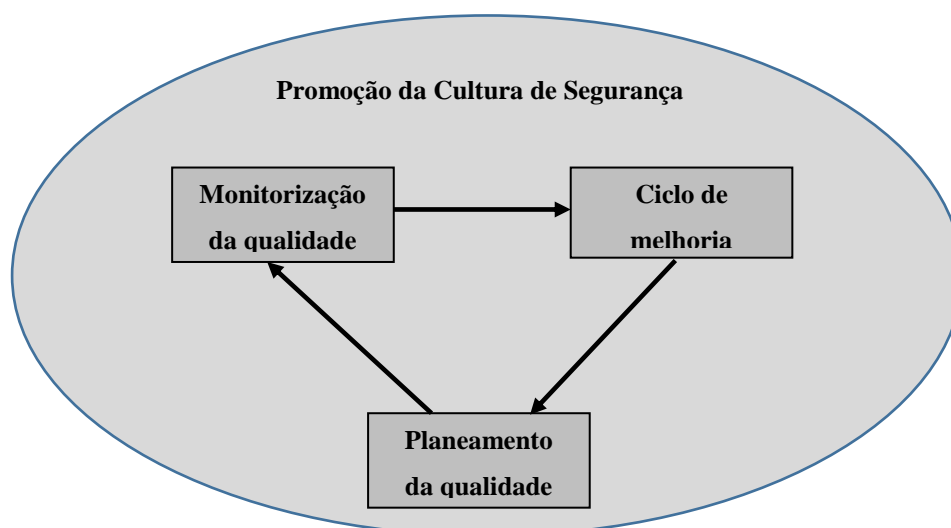 Promoção da Cultura de Segurança
Monitorização
da qualidade
Ciclo de
melhoria
Planeamento
da qualidade